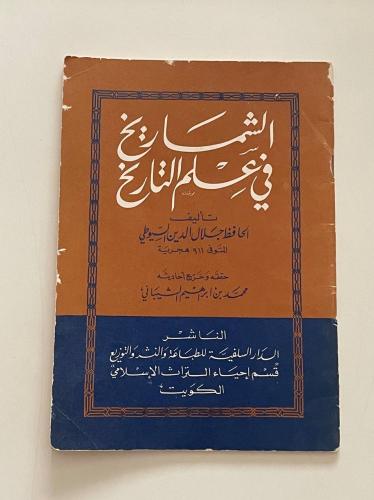 الشماريخ
في علم التاريخ
تأليف
الحافظ جلال الدين السيوطي
المتوفى ٩١١ هجرية
حققه وخرج أحاديثه
محمد بن ابراهيم الشيباني
الناشر
الدار السلفية للطباعة والنشر والتوزيع
قسم إحياء التراث الإسلامي
الكويت